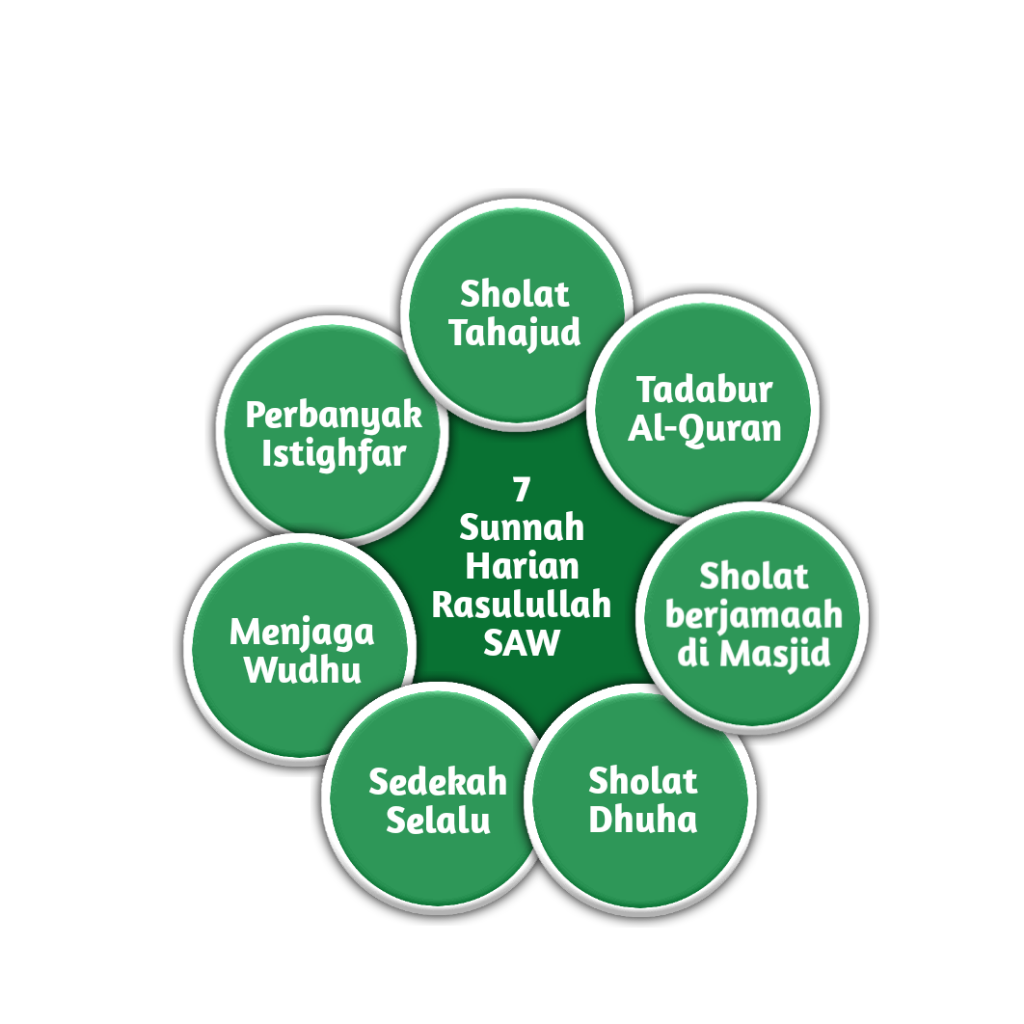 Sholat
Tahajud
Tadabur
Al-Quran
Sholat
berjamaah
di Masjid
Sholat
Dhuha
Sedekah
Selalu
Menjaga
Wudhu
Perbanyak
Istighfar
7
Sunnah
Harian
Rasulullah
SAW